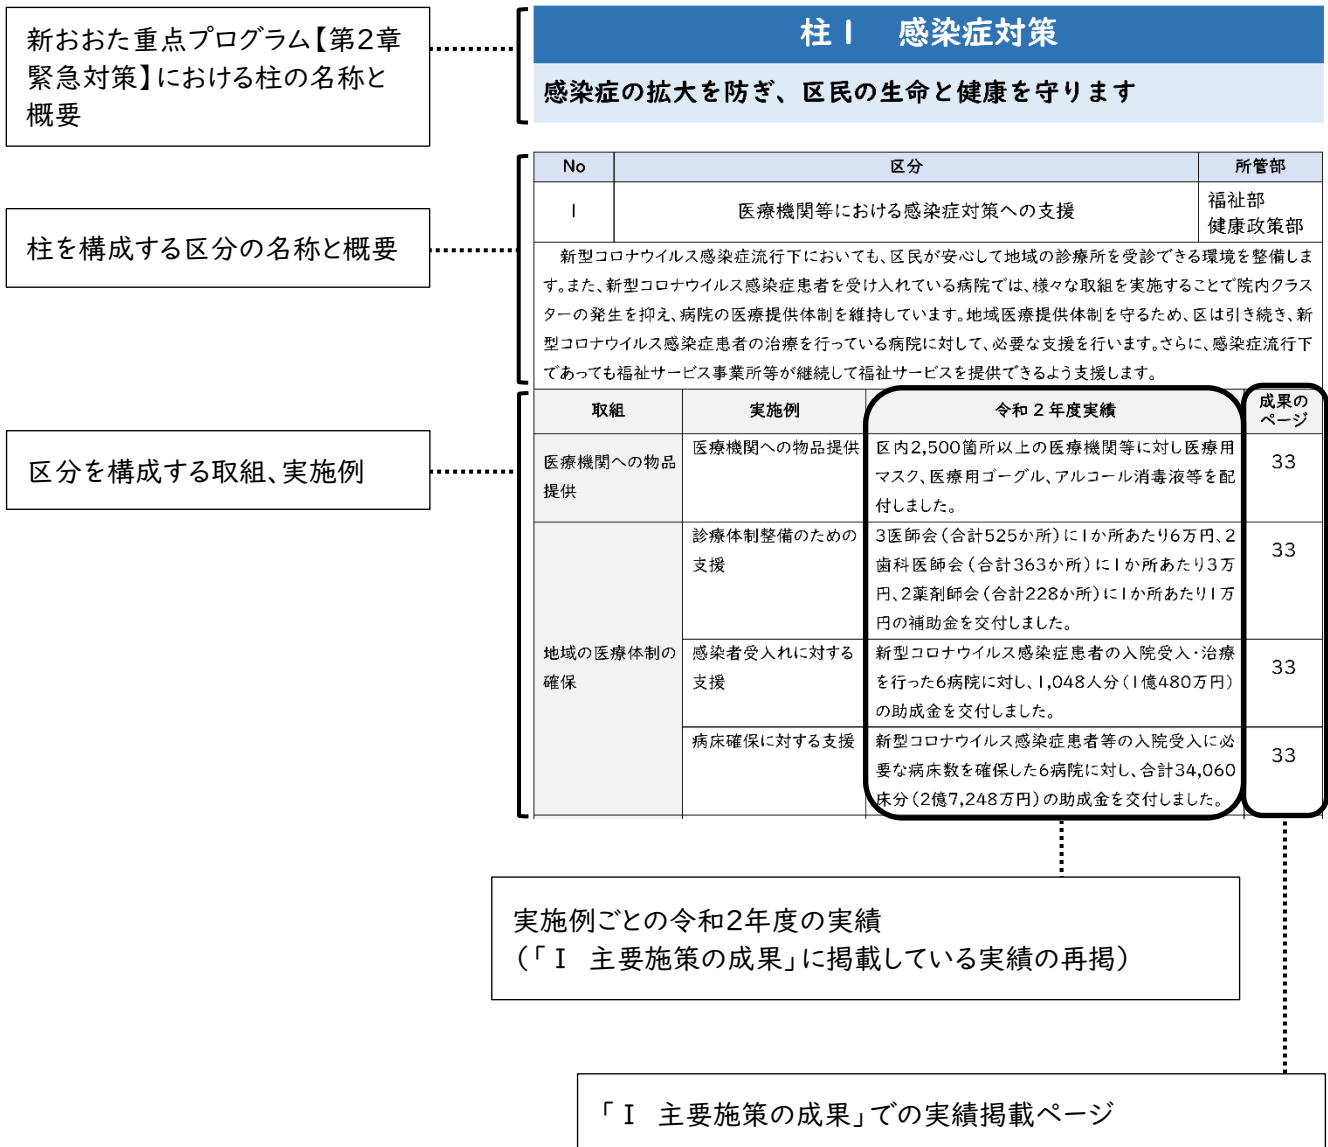 新おおた重点プログラム【第2章
緊急対策】における柱の名称と
概要
柱1 感染症対策
感染症の拡大を防ぎ、区民の生命と健康を守ります
柱を構成する区分の名称と概要
No 区分 所管部
1 医療機関等における感染症対策への支援 福祉部
健康政策部
新型コロナウイルス感染症流行下においても、区民が安心して地域の診療所を受診できる環境を整備しま
す。また、新型コロナウイルス感染症患者を受け入れている病院では、様々な取組を実施することで院内クラス
ターの発生を抑え、病院の医療提供体制を維持しています。地域医療提供体制を守るため、区は引き続き、新
型コロナウイルス感染症患者の治療を行っている病院に対して、必要な支援を行います。さらに、感染症流行下
であっても福祉サービス事業所等が継続して福祉サービスを提供できるよう支援します。
区分を構成する取組、実施例
取組 実施例 令和2年度実績 成果の
ページ
医療機関への物品
提供
医療機関への物品提供
区内2,500箇所以上の医療機関等に対し医療用
マスク、医療用ゴーグル、アルコール消毒液等を配
付しました。
33
地域の医療体制の
確保
診療体制整備のための
支援
3医師会(合計525か所)に1か所あたり6万円、2
歯科医師会(合計363か所)に1か所あたり3万
円、2薬剤師会(合計228か所)に1か所あたり1万
円の補助金を交付しました。
33
感染者受入れに対する
支援
新型コロナウイルス感染症患者の入院受入・治療
を行った6病院に対し、1,048人分(1億480万円)
の助成金を交付しました。
33
病床確保に対する支援
新型コロナウイルス感染症患者等の入院受入に必
要な病床数を確保した6病院に対し、合計34,060
床分(2億7,248万円)の助成金を交付しました。
33
実施例ごとの令和2年度の実績
(「Ⅰ 主要施策の成果」に掲載している実績の再掲)
「Ⅰ 主要施策の成果」での実績掲載ページ